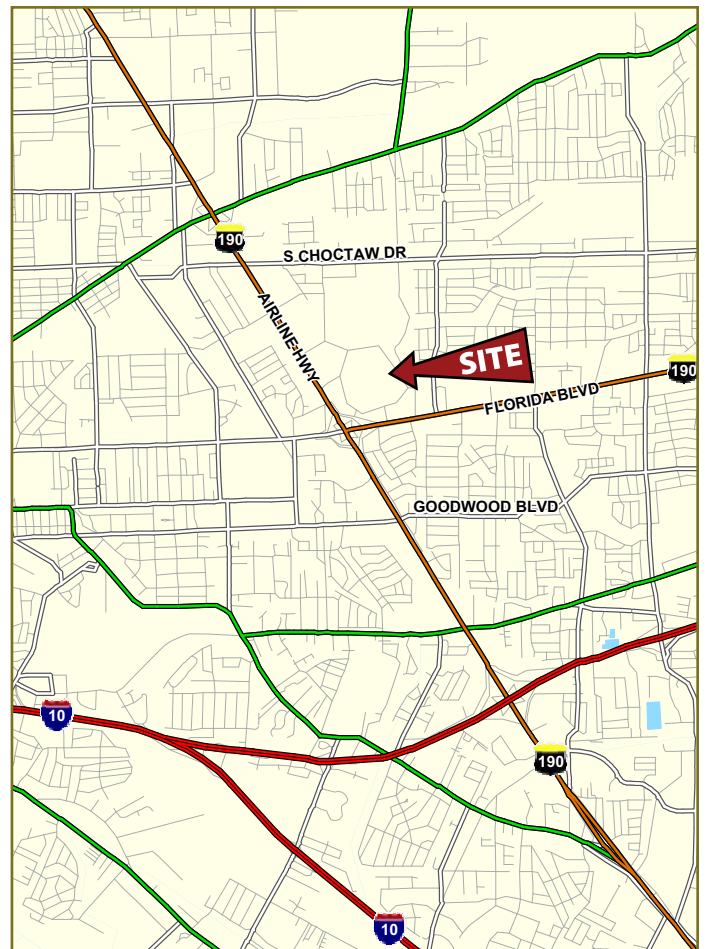 190
S CHOCTAW DR
AIRLINE HWY
SITE
190
FLORIDA BLVD
GOODWOOD BLVD
10
190
10